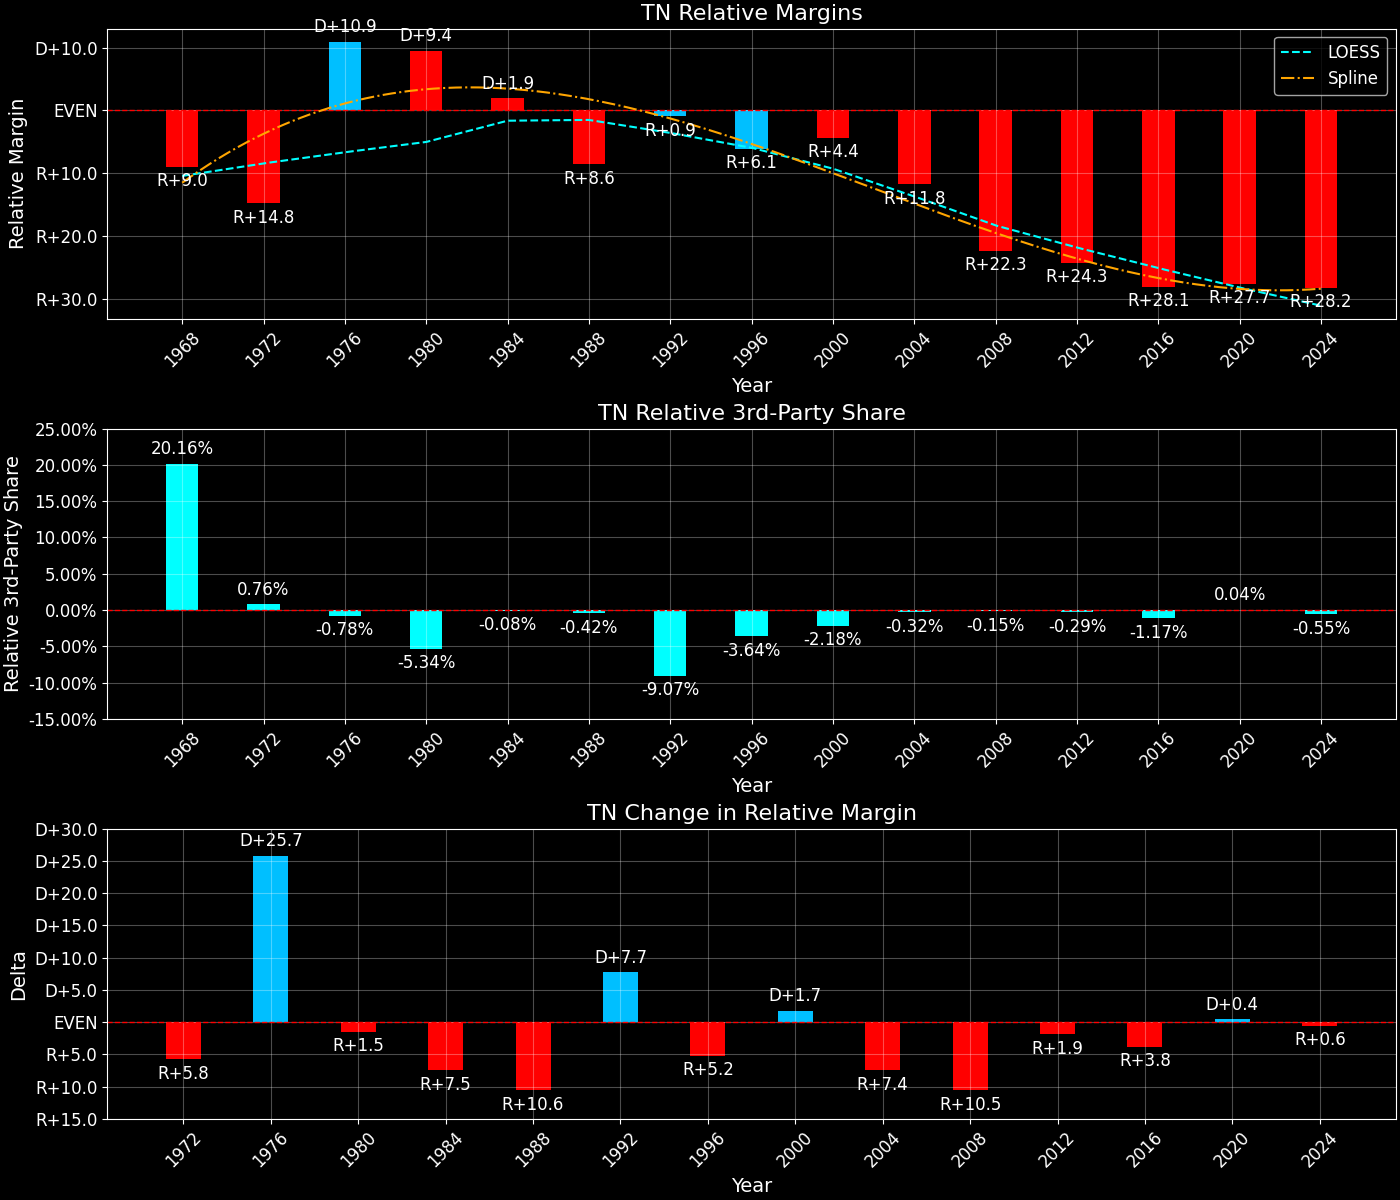 TN Relative Margins
Relative Margin
D+10.0
EVEN
R+10.0
R+20.0
R+30.0
LOESS
Spline
R+9.0
R+14.8
D+10.9
D+9.4
D+1.9
R+8.6
R+0.9
R+6.1
R+4.4
R+11.8
R+22.3
R+24.3
R+28.1
R+27.7
R+28.2
1968
1972
1976
1980
1984
1988
1992
1996
2000
2004
2008
2012
2016
2020
2024
Year
TN Relative 3rd-Party Share
Relative 3rd-Party Share
25.00%
20.00%
15.00%
10.00%
5.00%
0.00%
-5.00%
-10.00%
-15.00%
20.16%
0.76%
-0.78%
-5.34%
-0.08%
-0.42%
-9.07%
-3.64%
-2.18%
-0.32%
-0.15%
-0.29%
-1.17%
0.04%
-0.55%
1968
1972
1976
1980
1984
1988
1992
1996
2000
2004
2008
2012
2016
2020
2024
Year
TN Change in Relative Margin
Delta
D+30.0
D+25.0
D+20.0
D+15.0
D+10.0
D+5.0
EVEN
R+5.0
R+10.0
R+15.0
R+5.8
D+25.7
R+1.5
R+7.5
R+10.6
D+7.7
R+5.2
D+1.7
R+7.4
R+10.5
R+1.9
R+3.8
D+0.4
R+0.6
1972
1976
1980
1984
1988
1992
1996
2000
2004
2008
2012
2016
2020
2024
Year